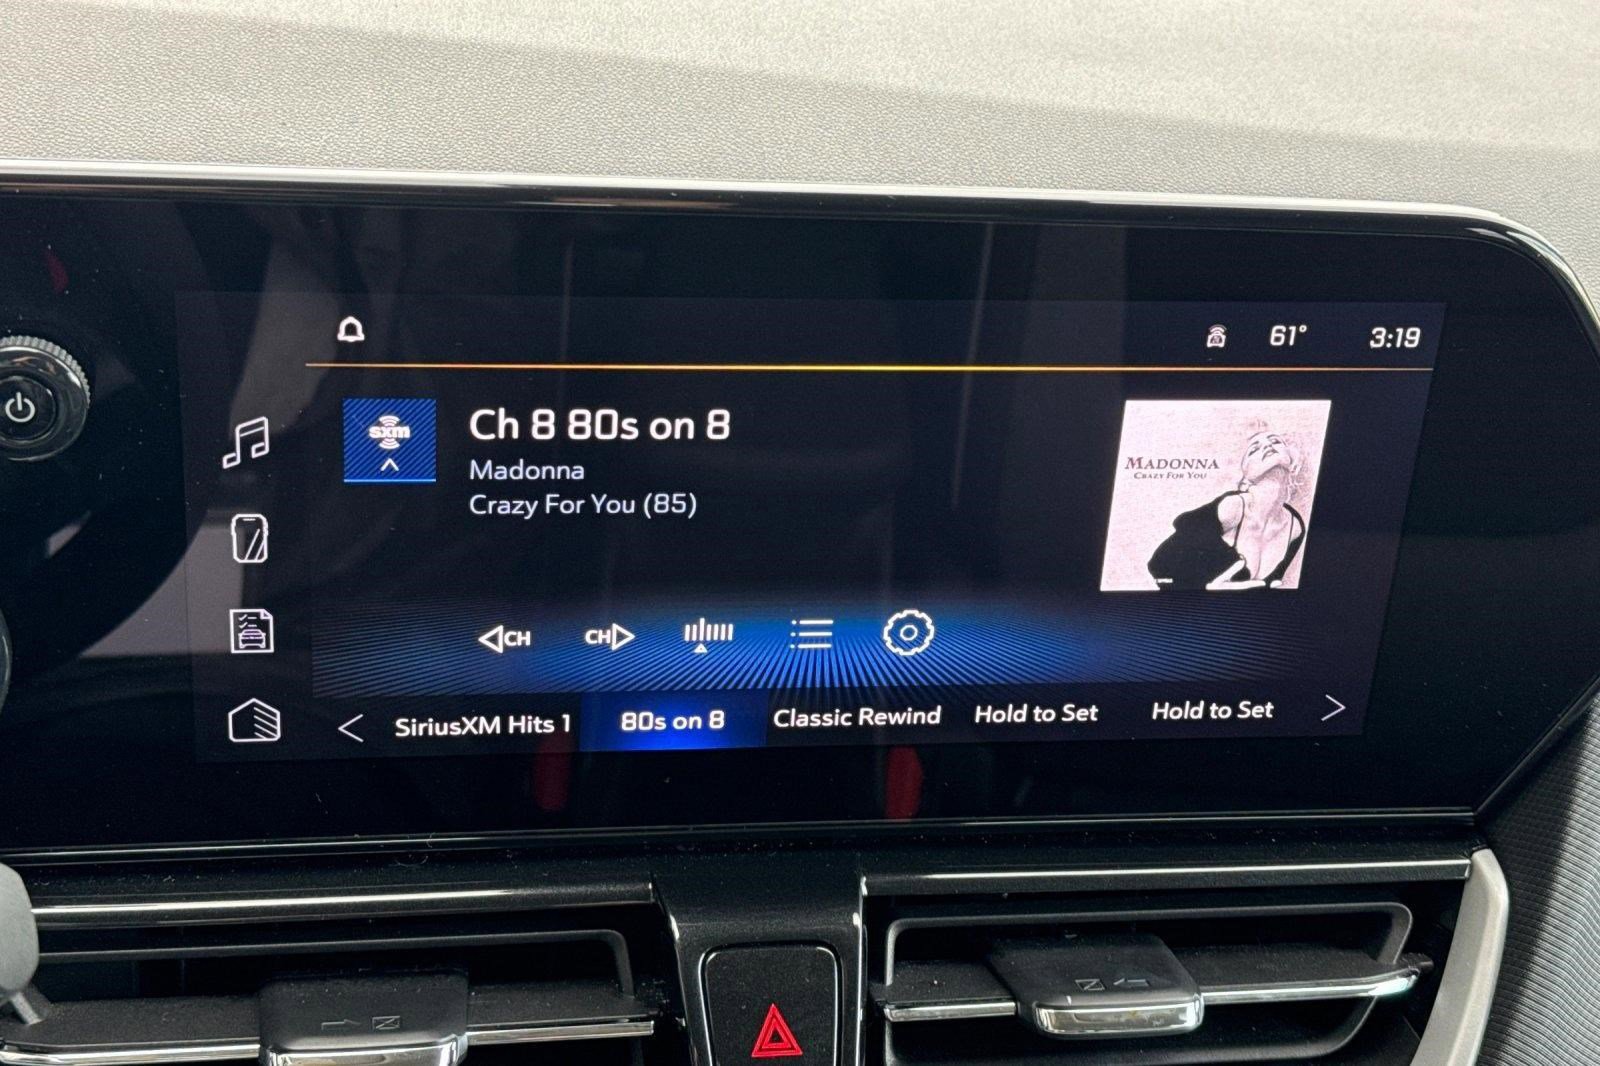 61° 3:19
sxm
Ch 8 80s on 8
Madonna
Crazy For You (85)
MADONNA
CRAZY FOR YOU
CH CH
SiriusXM Hits 1 80s on 8 Classic Rewind Hold to Set Hold to Set